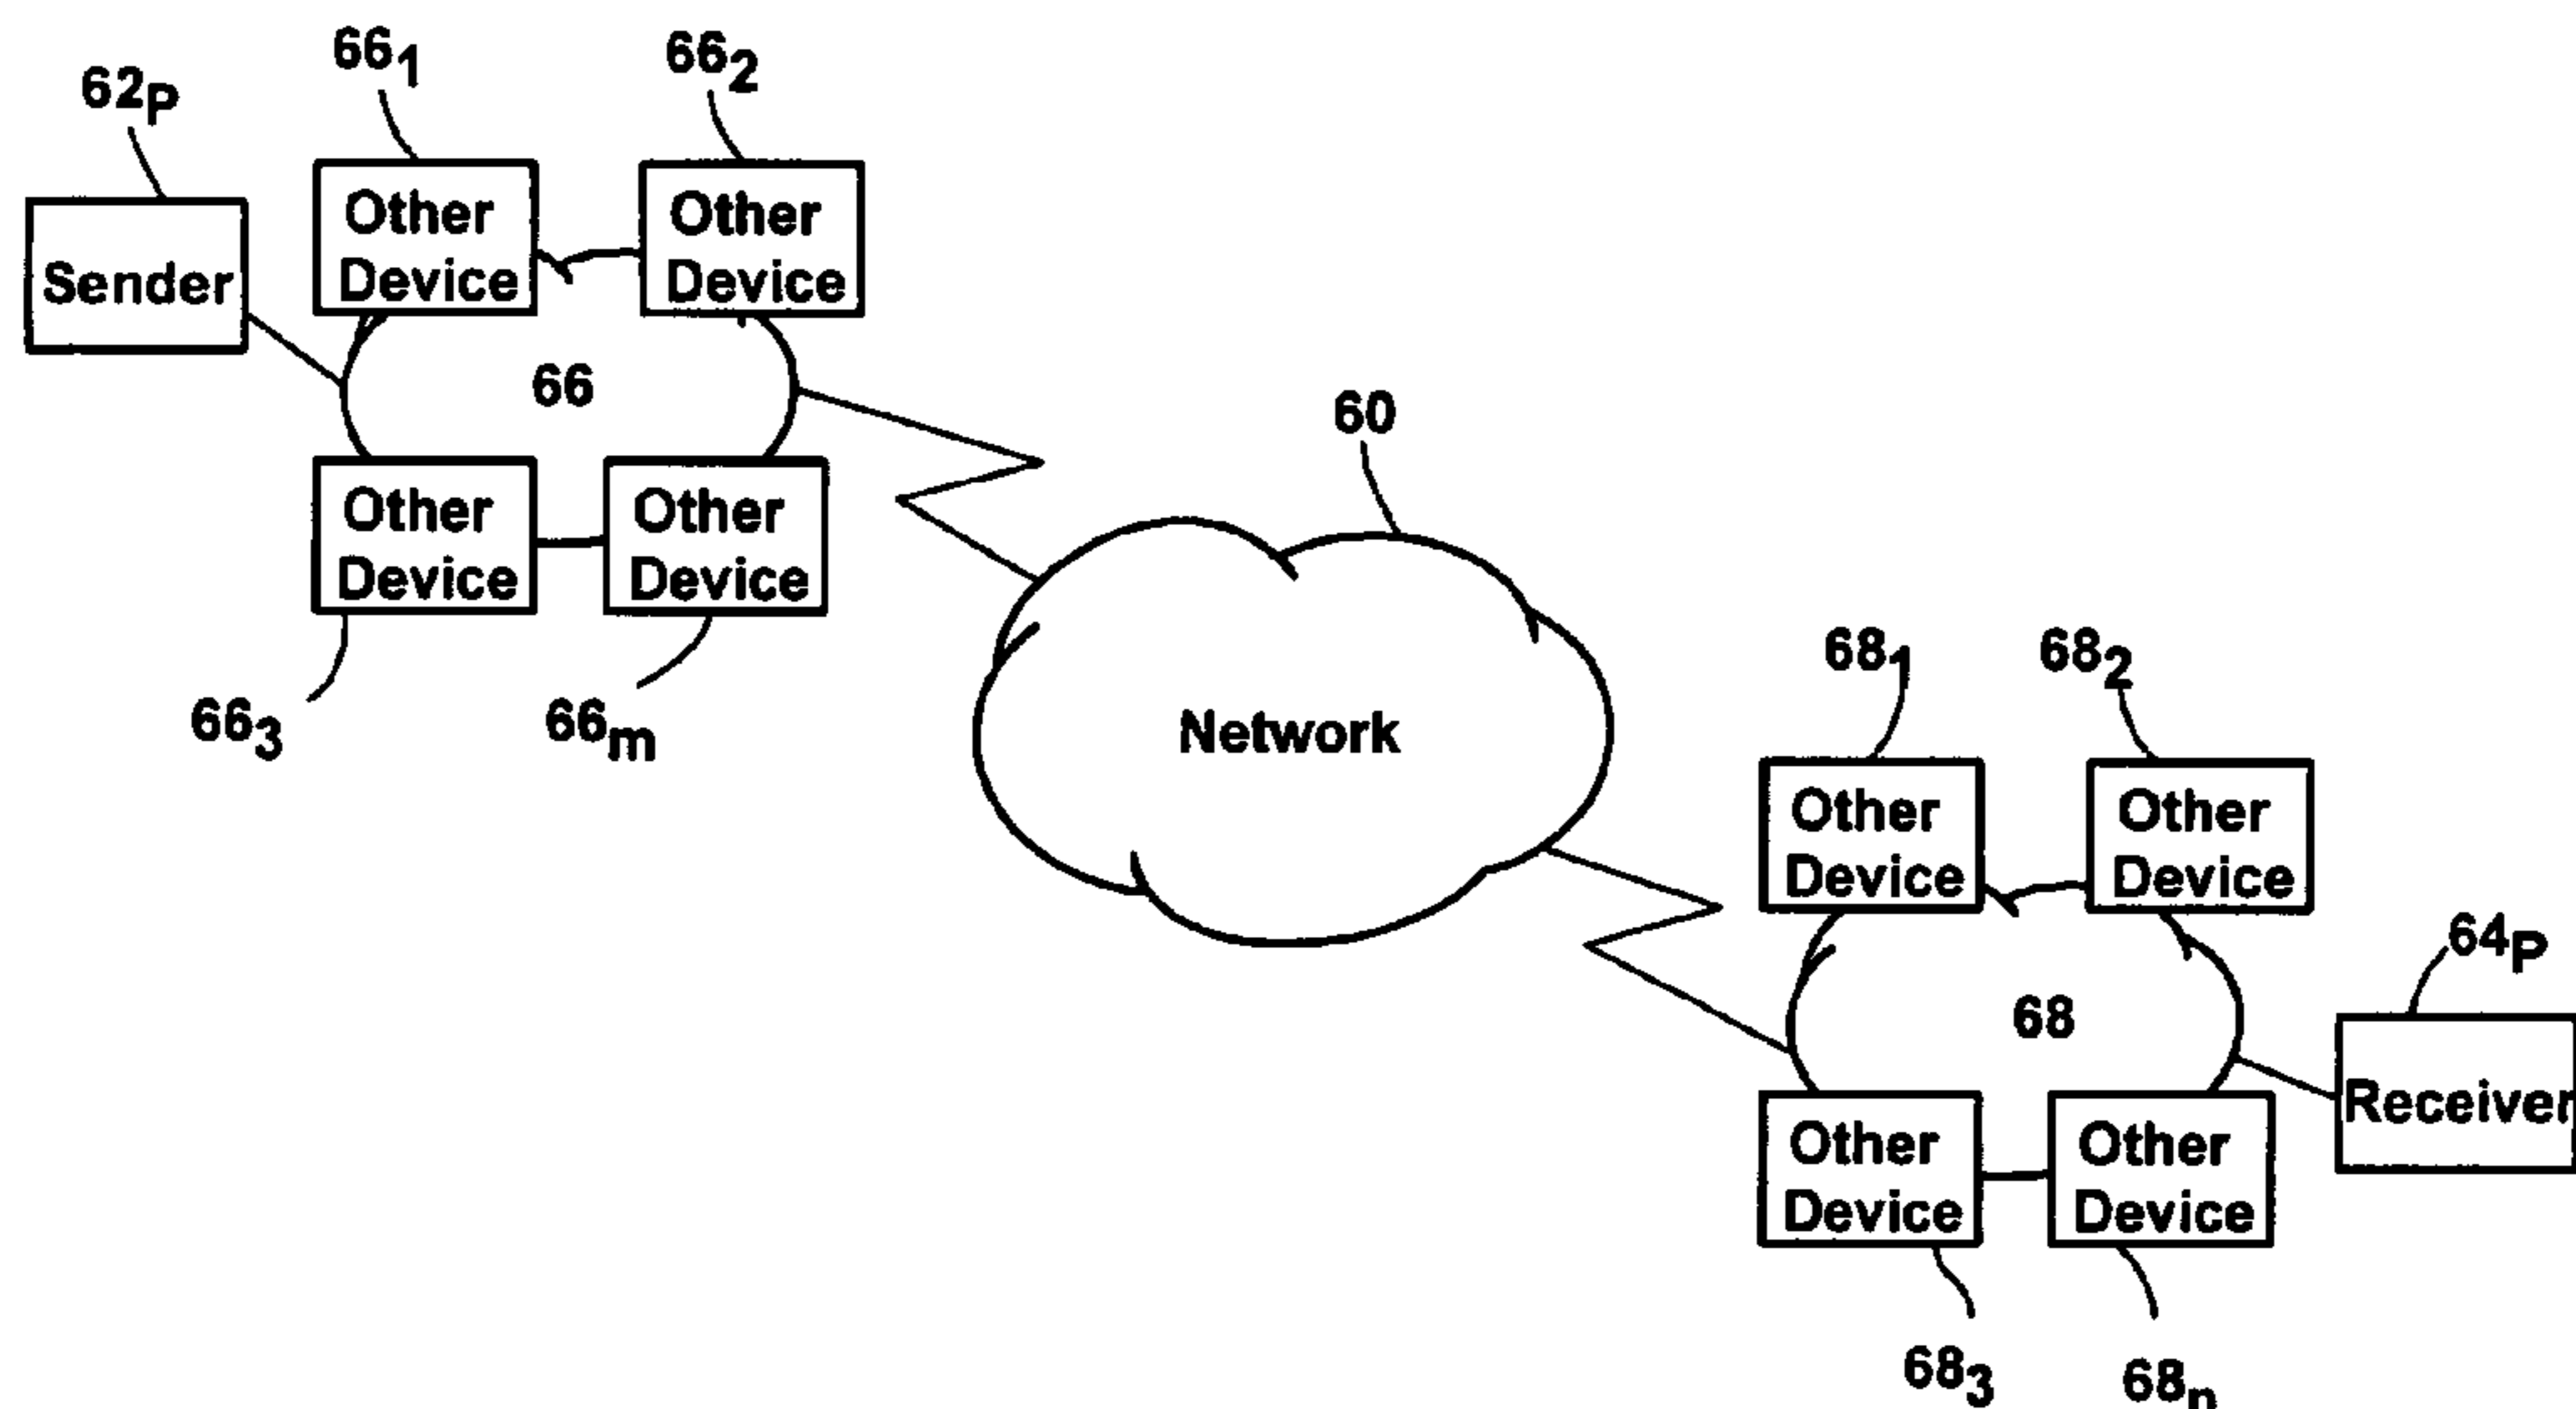 62P
661
662
Sender
Other
Device
Other
Device
66
Other
Device
Other
Device
663
66m
60
Network
681
682
Other
Device
Other
Device
68
64P
Receiver
Other
Device
Other
Device
683
68n